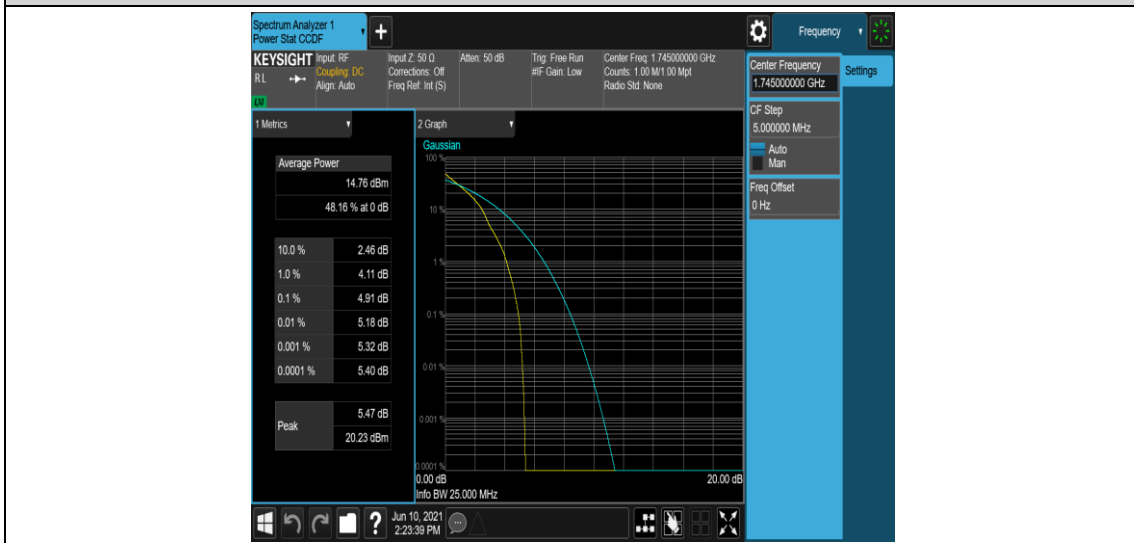 Spectrum Analyzer 1
Power Stat CCDF
+
Frequency
KEYSIGHT
RL
LXI
Input: RF
Coupling: DC
Align: Auto
Input Z: 50 Ω
Corrections: Off
Freq Ref: Int (S)
Atten: 50 dB
Trig: Free Run
#IF Gain: Low
Center Freq: 1.745000000 GHz
Counts: 1.00 M/1.00 Mpt
Radio Std: None
Center Frequency
1.745000000 GHz
Settings
CF Step
5.000000 MHz
Auto
Man
Freq Offset
0 Hz
1 Metrics
Average Power
14.76 dBm
48.16 % at 0 dB
10.0 % 2.46 dB
1.0 % 4.11 dB
0.1 % 4.91 dB
0.01 % 5.18 dB
0.001 % 5.32 dB
0.0001 % 5.40 dB
Peak
5.47 dB
20.23 dBm
2 Graph
Gaussian
100 %
10 %
1 %
0.1 %
0.01 %
0.001 %
0.0001 %
0.00 dB 20.00 dB
Info BW 25.000 MHz
?
Jun 10, 2021
2:23:39 PM